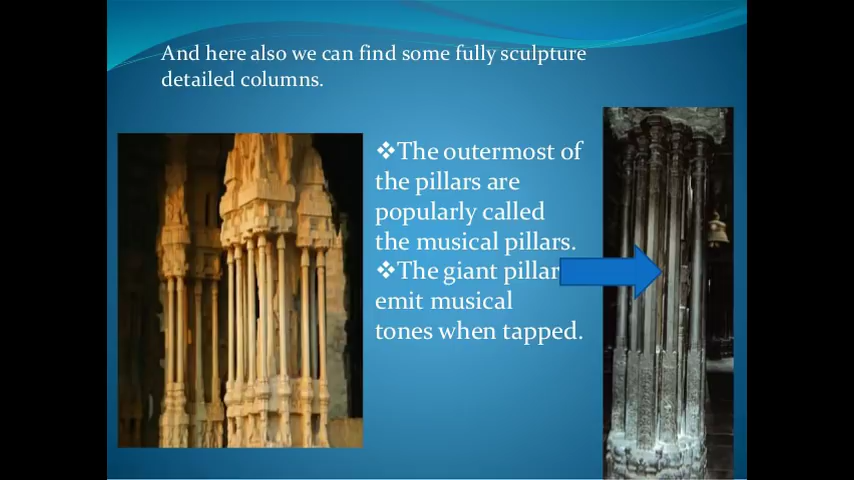 And here also we can find some fully sculpture
detailed columns.
❖The outermost of
the pillars are
popularly called
the musical pillars.
❖The giant pillar
emit musical
tones when tapped.